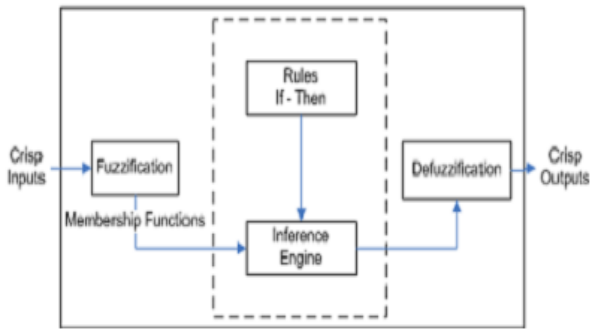 Rules
If - Then
Crisp
Inputs
Fuzzification
Defuzzification
Crisp
Outputs
Membership Functions
Inference
Engine